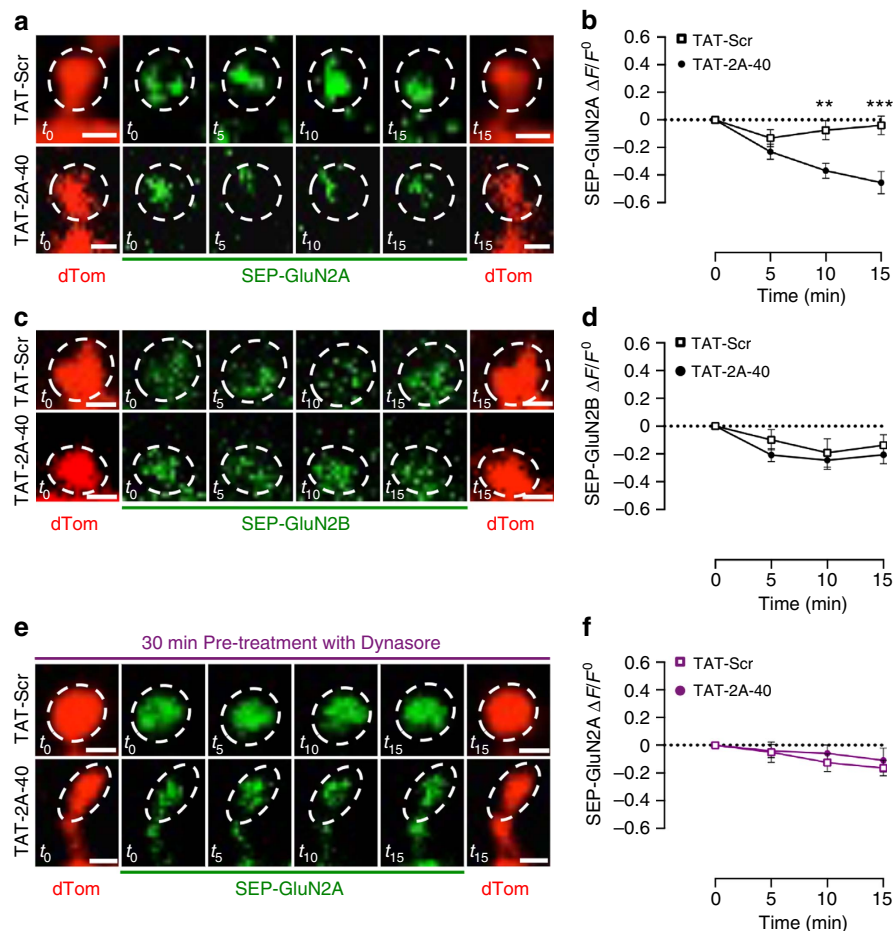 a
TAT-Scr
t0
t0
t5
t10
t15
t15
TAT-2A-40
t0
t0
t5
t10
t15
t15
dTom
SEP-GluN2A
dTom
b
SEP-GluN2A ΔF/F0
0.6
0.4
0.2
0
−0.2
−0.4
−0.6
TAT-Scr
TAT-2A-40
**
***
0
5
10
15
Time (min)
c
TAT-Scr
t0
t0
t5
t10
t15
t15
TAT-2A-40
t0
t0
t5
t10
t15
t15
dTom
SEP-GluN2B
dTom
d
SEP-GluN2B ΔF/F0
0.6
0.4
0.2
0
−0.2
−0.4
−0.6
TAT-Scr
TAT-2A-40
0
5
10
15
Time (min)
e
30 min Pre-treatment with Dynasore
TAT-Scr
t0
t0
t5
t10
t15
t15
TAT-2A-40
t0
t0
t5
t10
t15
t15
dTom
SEP-GluN2A
dTom
f
SEP-GluN2A ΔF/F0
0.6
0.4
0.2
0
−0.2
−0.4
−0.6
TAT-Scr
TAT-2A-40
0
5
10
15
Time (min)